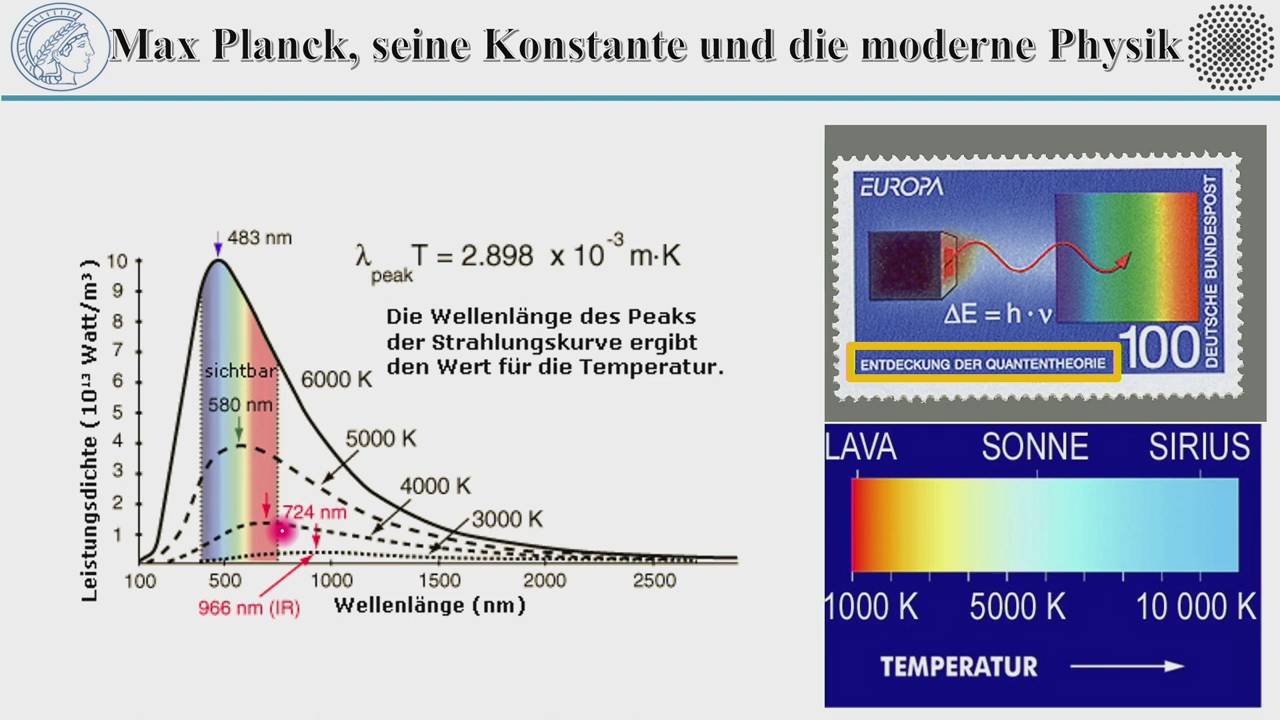 Max Planck, seine Konstante und die moderne Physik
483 nm
λpeak T = 2.898 x 10⁻³ m·K
Die Wellenlänge des Peaks
der Strahlungskurve ergibt
den Wert für die Temperatur.
Leistungsdichte (10¹³ Watt/m³)
10
9
8
7
6
5
4
3
2
1
sichtbar
580 nm
6000 K
5000 K
4000 K
724 nm
3000 K
100 500 1000 1500 2000 2500
966 nm (IR)
Wellenlänge (nm)
EUROPA
ΔE = h · ν
100
DEUTSCHE BUNDESPOST
ENTDECKUNG DER QUANTENTHEORIE
LAVA SONNE SIRIUS
1000 K 5000 K 10 000 K
TEMPERATUR